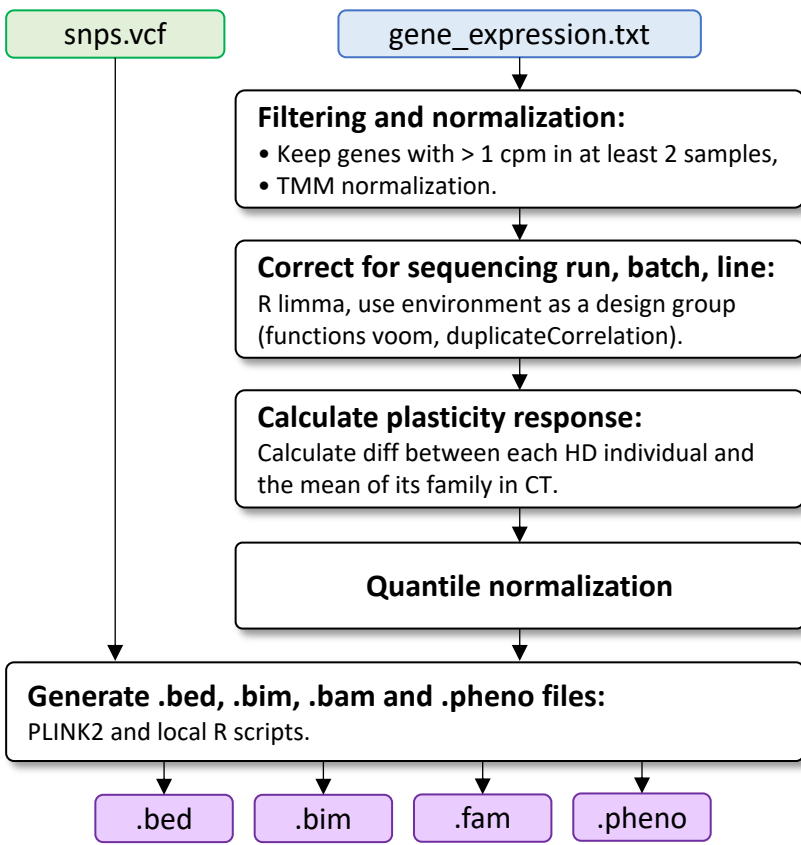 snps.vcf
gene_expression.txt
Filtering and normalization:
• Keep genes with > 1 cpm in at least 2 samples,
• TMM normalization.
Correct for sequencing run, batch, line:
R limma, use environment as a design group
(functions voom, duplicateCorrelation).
Calculate plasticity response:
Calculate diff between each HD individual and
the mean of its family in CT.
Quantile normalization
Generate .bed, .bim, .bam and .pheno files:
PLINK2 and local R scripts.
.bed
.bim
.fam
.pheno